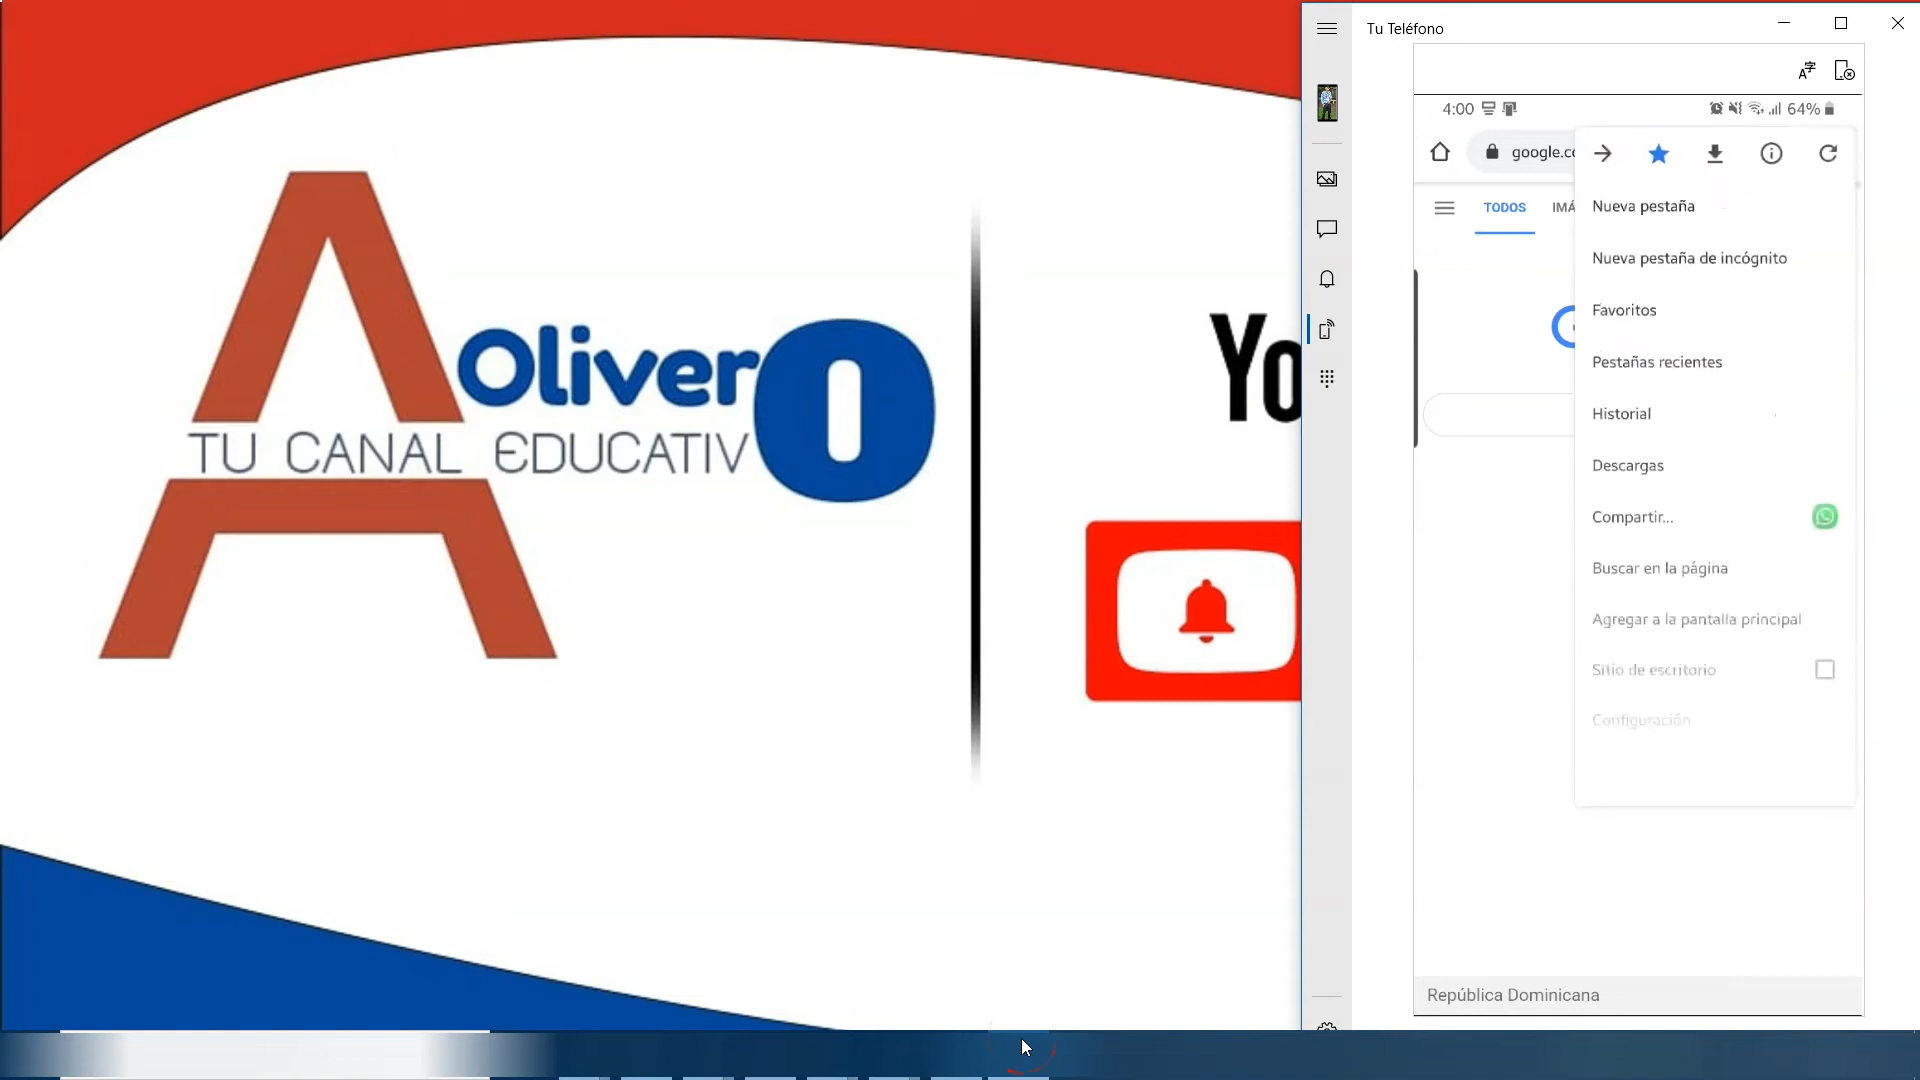 Oliver
TU CANAL EDUCATIVO
Yo
Tu Teléfono
4:00
64%
google.co
TODOS
IMÁ
Nueva pestaña
Nueva pestaña de incógnito
Favoritos
Pestañas recientes
Historial
Descargas
Compartir...
Buscar en la página
Agregar a la pantalla principal
Sitio de escritorio
Configuración
República Dominicana